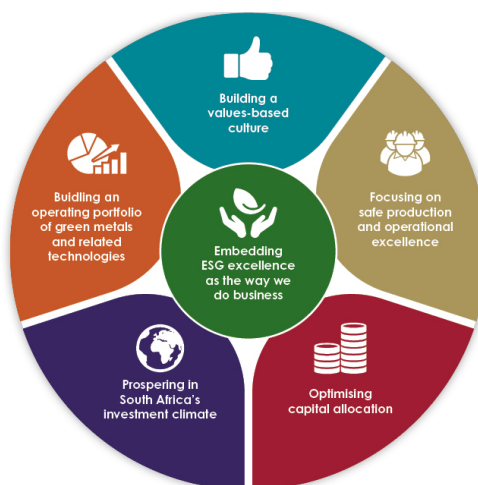 Building a
values-based
culture
Buidling an
operating portfolio
of green metals
and related
technologies
Focusing on
safe production
and operational
excellence
Embedding
ESG excellence
as the way we
do business
Prospering in
South Africa's
investment climate
Optimising
capital allocation